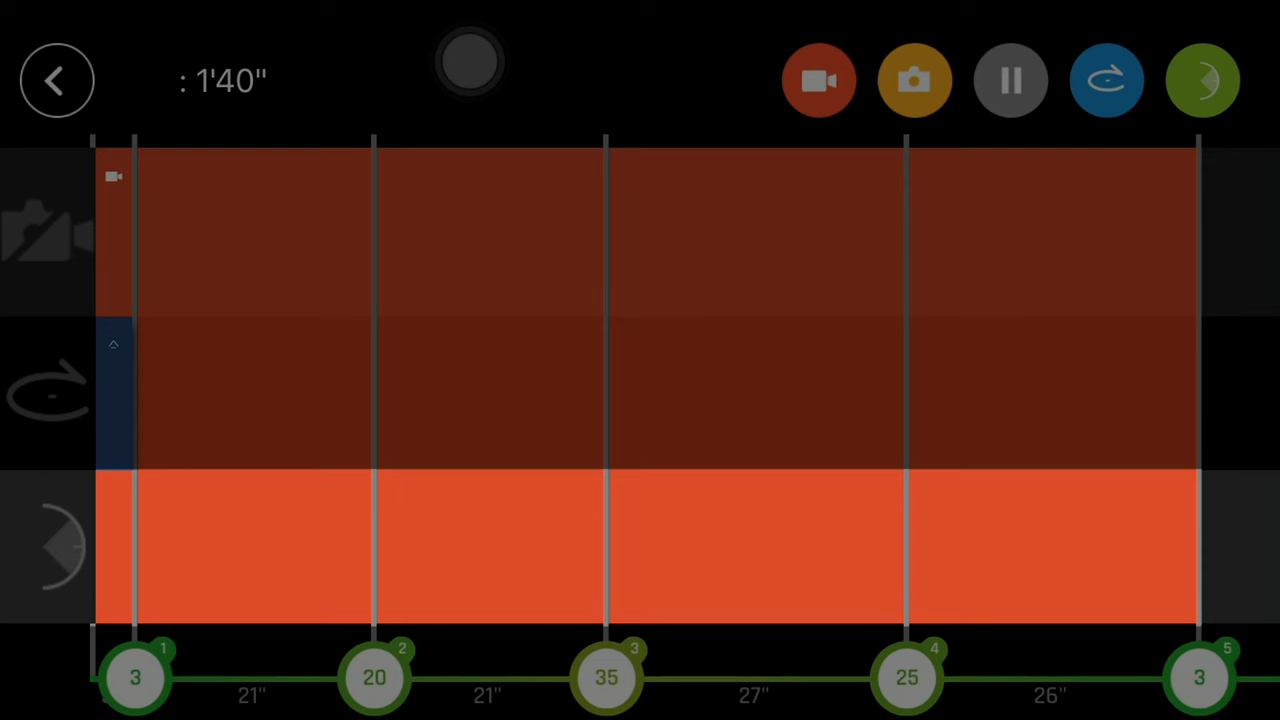 : 1'40"
1 2 3 4 5
3 20 35 25 3
21" 21" 27" 26"